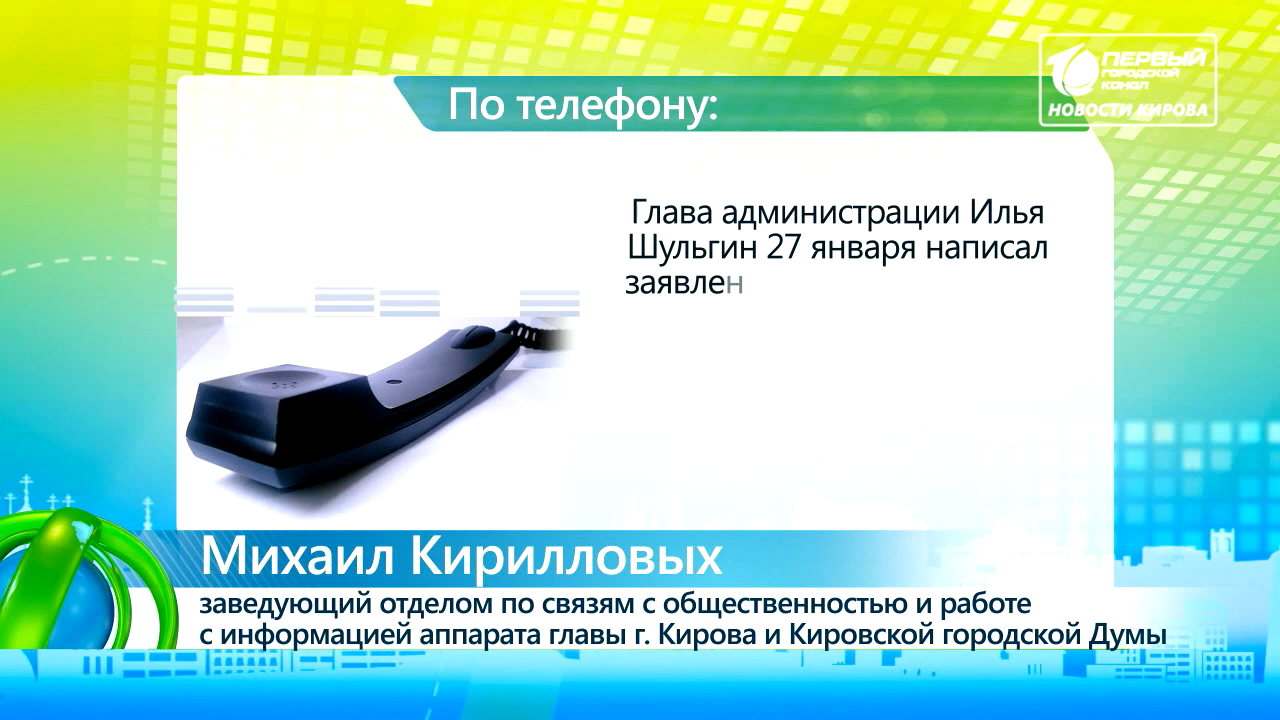 ПЕРВЫЙ
ГОРОДСКОЙ
КАНАЛ
НОВОСТИ КИРОВА
По телефону:
Глава администрации Илья
Шульгин 27 января написал
заявлен
Михаил Кирилловых
заведующий отделом по связям с общественностью и работе
с информацией аппарата главы г. Кирова и Кировской городской Думы